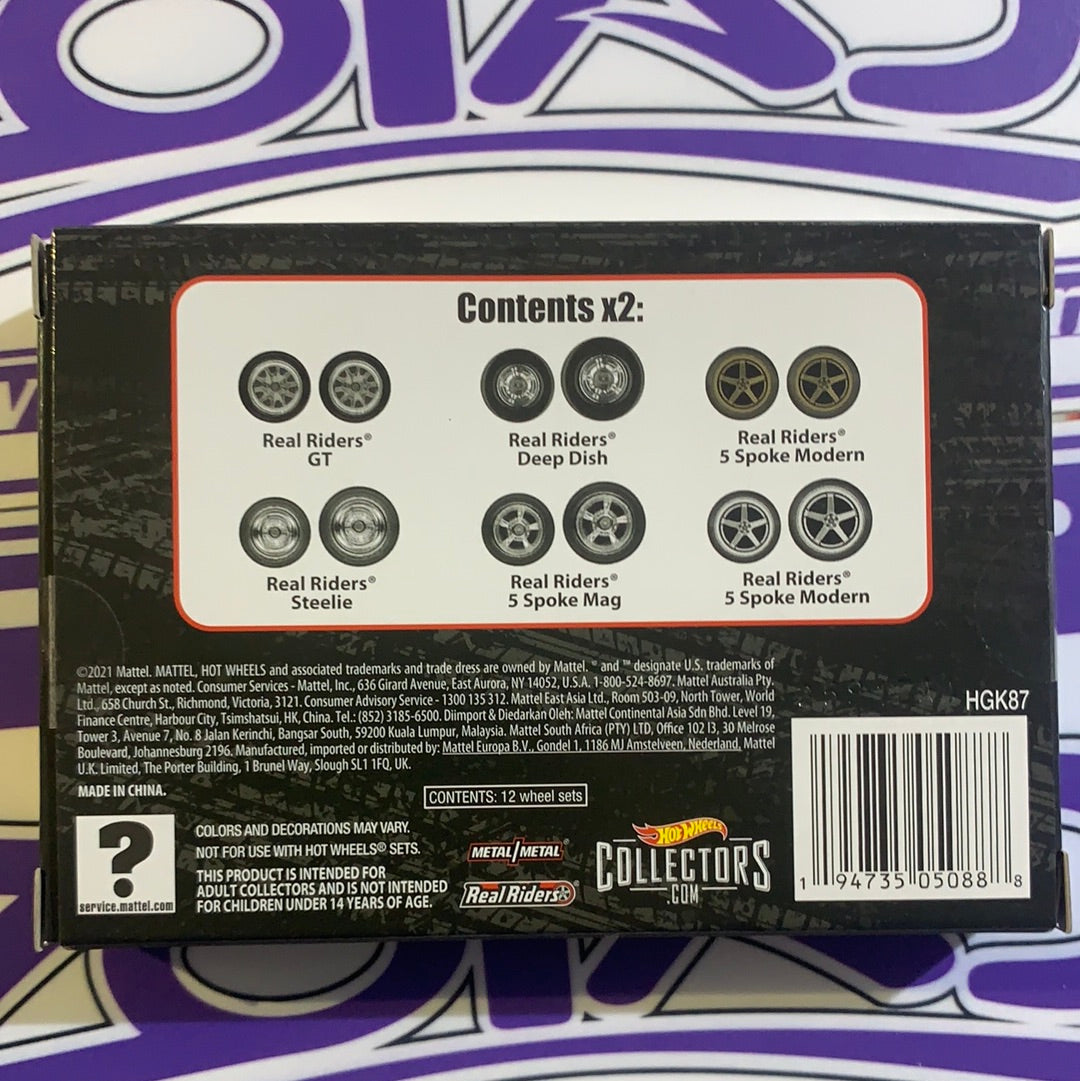 Contents x2:
Real Riders®
GT
Real Riders®
Deep Dish
Real Riders®
5 Spoke Modern
Real Riders®
Steelie
Real Riders®
5 Spoke Mag
Real Riders®
5 Spoke Modern
©2021 Mattel. MATTEL, HOT WHEELS and associated trademarks and trade dress are owned by Mattel. ® and ™ designate U.S. trademarks of
Mattel, except as noted. Consumer Services - Mattel, Inc., 636 Girard Avenue, East Aurora, NY 14052, U.S.A. 1-800-524-8697. Mattel Australia Pty.
Ltd., 658 Church St., Richmond, Victoria, 3121. Consumer Advisory Service - 1300 135 312. Mattel East Asia Ltd., Room 503-09, North Tower, World
Finance Centre, Harbour City, Tsimshatsui, HK, China. Tel.: (852) 3185-6500. Diimport & Diedarkan Oleh: Mattel Continental Asia Sdn Bhd. Level 19,
Tower 3, Avenue 7, No. 8 Jalan Kerinchi, Bangsar South, 59200 Kuala Lumpur, Malaysia. Mattel South Africa (PTY) LTD, Office 102 I3, 30 Melrose
Boulevard, Johannesburg 2196. Manufactured, imported or distributed by: Mattel Europa B.V., Gondel 1, 1186 MJ Amstelveen, Nederland. Mattel
U.K. Limited, The Porter Building, 1 Brunel Way, Slough SL1 1FQ, UK.
MADE IN CHINA.
HGK87
CONTENTS: 12 wheel sets
?
service.mattel.com
COLORS AND DECORATIONS MAY VARY.
NOT FOR USE WITH HOT WHEELS® SETS.
THIS PRODUCT IS INTENDED FOR
ADULT COLLECTORS AND IS NOT INTENDED
FOR CHILDREN UNDER 14 YEARS OF AGE.
METAL/METAL®
Real Riders®
HOT WHEELS
COLLECTORS
.COM
1 94735 05088 8